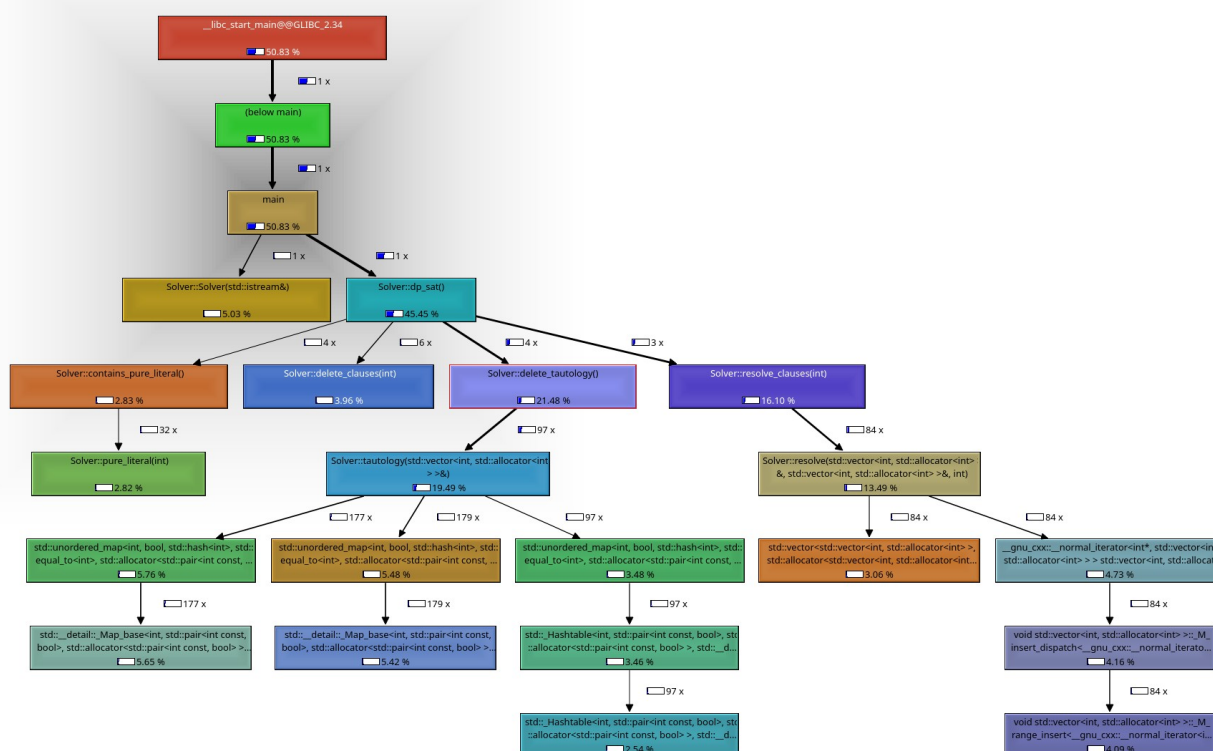 __libc_start_main@@GLIBC_2.34
50.83 %
1 x
(below main)
50.83 %
1 x
main
50.83 %
1 x
1 x
Solver::Solver(std::istream&)
5.03 %
Solver::dp_sat()
45.45 %
4 x
6 x
4 x
3 x
Solver::contains_pure_literal()
2.83 %
Solver::delete_clauses(int)
3.96 %
Solver::delete_tautology()
21.48 %
Solver::resolve_clauses(int)
16.10 %
32 x
97 x
84 x
Solver::pure_literal(int)
2.82 %
Solver::tautology(std::vector<int, std::allocator<int
> >&)
19.49 %
Solver::resolve(std::vector<int, std::allocator<int> >
&, std::vector<int, std::allocator<int> >&, int)
13.49 %
177 x
179 x
97 x
84 x
84 x
std::unordered_map<int, bool, std::hash<int>, std::
equal_to<int>, std::allocator<std::pair<int const, ...
5.76 %
std::unordered_map<int, bool, std::hash<int>, std::
equal_to<int>, std::allocator<std::pair<int const, ...
5.48 %
std::unordered_map<int, bool, std::hash<int>, std::
equal_to<int>, std::allocator<std::pair<int const, ...
3.48 %
std::vector<std::vector<int, std::allocator<int> >,
std::allocator<std::vector<int, std::allocator<int...
3.06 %
__gnu_cxx::__normal_iterator<int*, std::vector<int
std::allocator<int> > > std::vector<int, std::allocat
4.73 %
177 x
179 x
97 x
84 x
std::__detail::_Map_base<int, std::pair<int const,
bool>, std::allocator<std::pair<int const, bool> >...
5.65 %
std::__detail::_Map_base<int, std::pair<int const,
bool>, std::allocator<std::pair<int const, bool> >...
5.42 %
std::_Hashtable<int, std::pair<int const, bool>, std
::allocator<std::pair<int const, bool> >, std::__d...
3.46 %
void std::vector<int, std::allocator<int> >::_M_
insert_dispatch<__gnu_cxx::__normal_iterato...
4.16 %
97 x
84 x
std::_Hashtable<int, std::pair<int const, bool>, std
::allocator<std::pair<int const, bool> >, std::__d...
2.54 %
void std::vector<int, std::allocator<int> >::_M_
range_insert<__gnu_cxx::__normal_iterator<i...
4.09 %